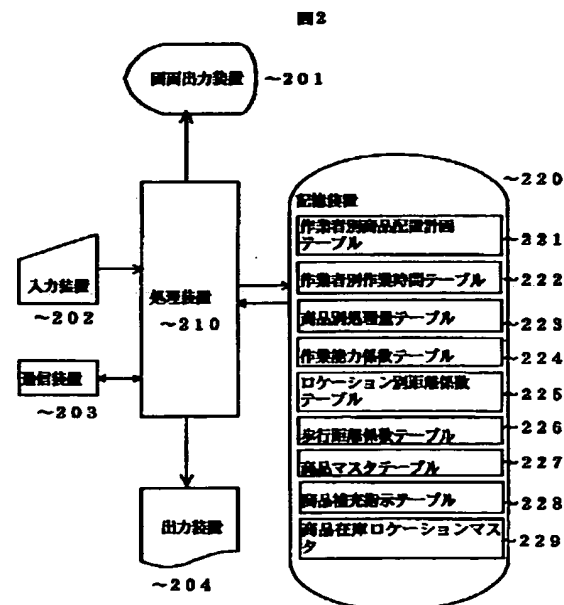 図2
画面出力装置
~201
~220
記憶装置
作業者別商品配置計画
テーブル
221
入力装置
~202
処理装置
~210
作業者別作業時間テーブル
222
商品別処理量テーブル
223
作業能力係数テーブル
224
ロケーション別距離係数
テーブル
225
通信装置
~203
歩行距離係数テーブル
226
商品マスタテーブル
227
商品補充指示テーブル
228
商品在庫ロケーションマス
タ
229
出力装置
~204